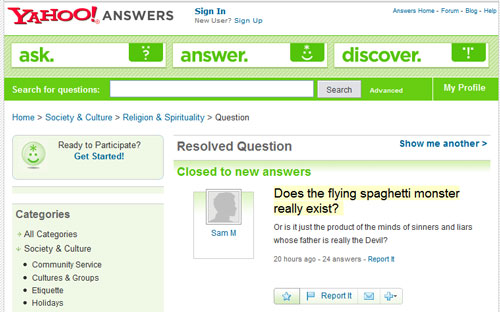 YAHOO! ANSWERS
Sign In
New User? Sign Up
Answers Home - Forum - Blog - Help
ask.
answer.
discover.
Search for questions:
Search
Advanced
My Profile
Home > Society & Culture > Religion & Spirituality > Question
Ready to Participate?
Get Started!
Resolved Question
Show me another >
Closed to new answers
Sam M
Does the flying spaghetti monster
really exist?
Or is it just the product of the minds of sinners and liars
whose father is really the Devil?
20 hours ago - 24 answers - Report It
Report It
Categories
All Categories
Society & Culture
Community Service
Cultures & Groups
Etiquette
Holidays